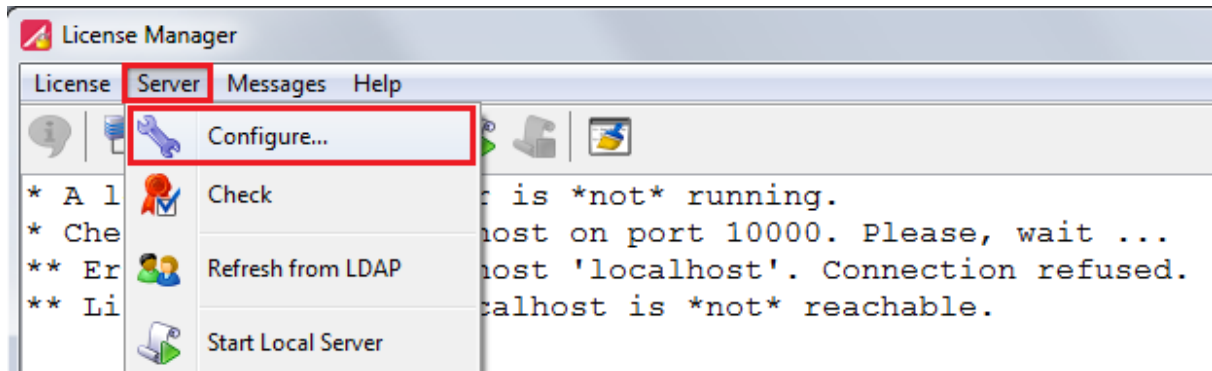 License Manager
License Server Messages Help
Configure...
Check
Refresh from LDAP
Start Local Server
* A l r is *not* running.
* Che host on port 10000. Please, wait ...
** Er host 'localhost'. Connection refused.
** Li calhost is *not* reachable.